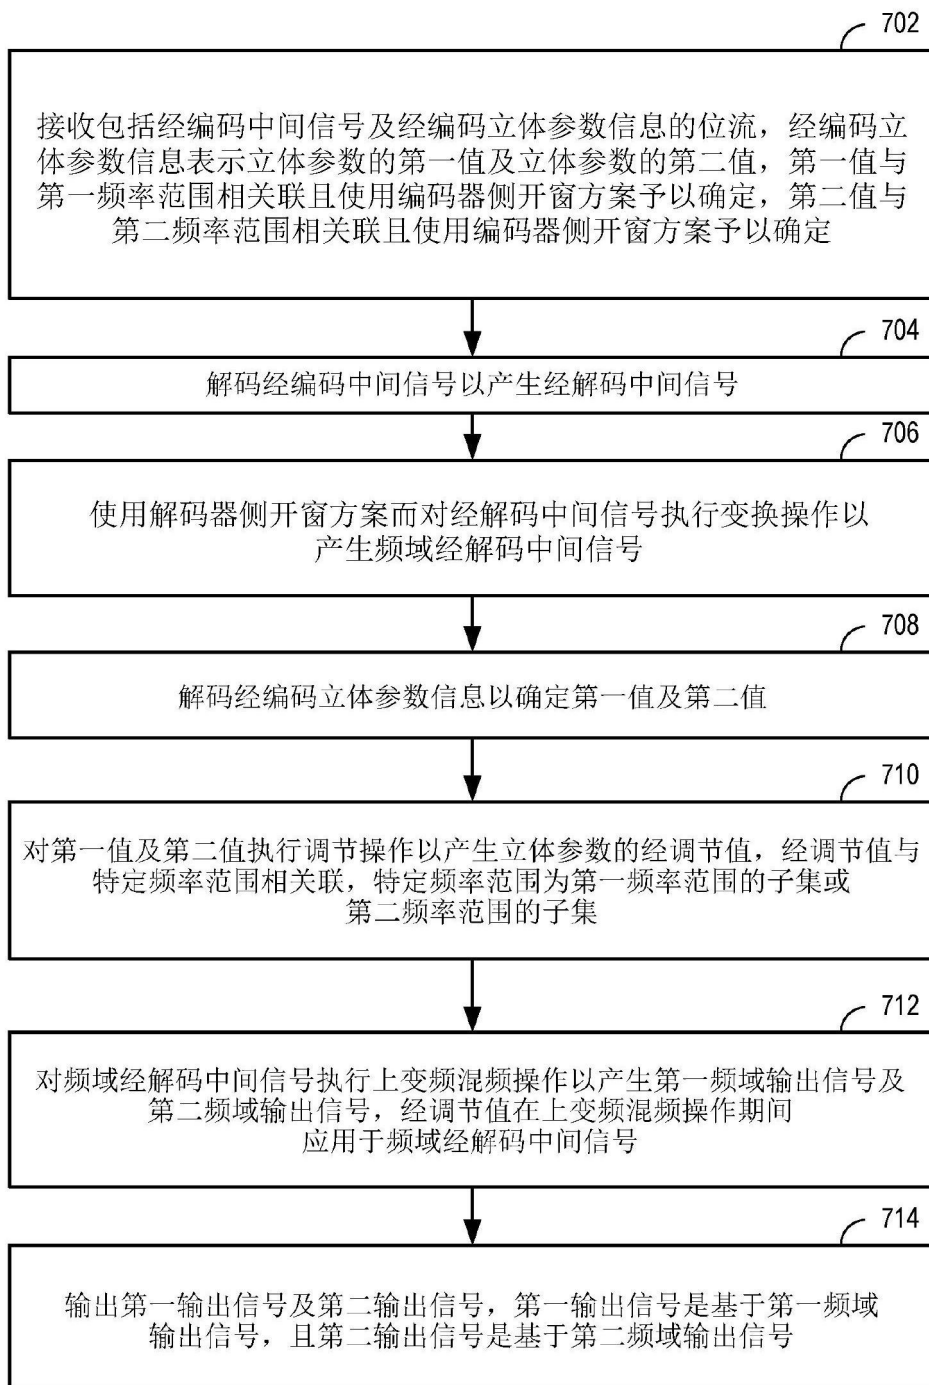 702
接收包括经编码中间信号及经编码立体参数信息的位流，经编码立
体参数信息表示立体参数的第一值及立体参数的第二值，第一值与
第一频率范围相关联且使用编码器侧开窗方案予以确定，第二值与
第二频率范围相关联且使用编码器侧开窗方案予以确定
704
解码经编码中间信号以产生经解码中间信号
706
使用解码器侧开窗方案而对经解码中间信号执行变换操作以
产生频域经解码中间信号
708
解码经编码立体参数信息以确定第一值及第二值
710
对第一值及第二值执行调节操作以产生立体参数的经调节值，经调节值与
特定频率范围相关联，特定频率范围为第一频率范围的子集或
第二频率范围的子集
712
对频域经解码中间信号执行上变频混频操作以产生第一频域输出信号及
第二频域输出信号，经调节值在上变频混频操作期间
应用于频域经解码中间信号
714
输出第一输出信号及第二输出信号，第一输出信号是基于第一频域
输出信号，且第二输出信号是基于第二频域输出信号